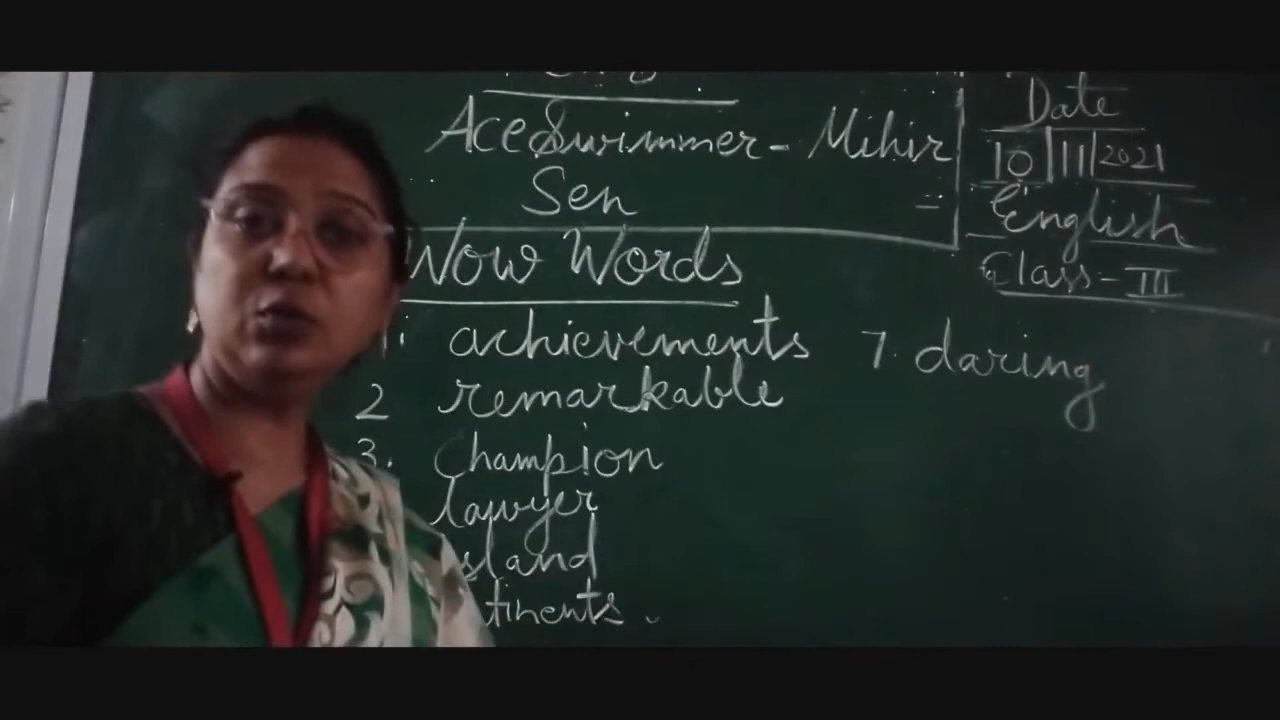 Ace Swimmer - Mihir
Sen =
Wow Words
1. achievements
2 remarkable
3. Champion
lawyer
sland
tinents.
7. daring
Date
10/11/2021
English
Class - III